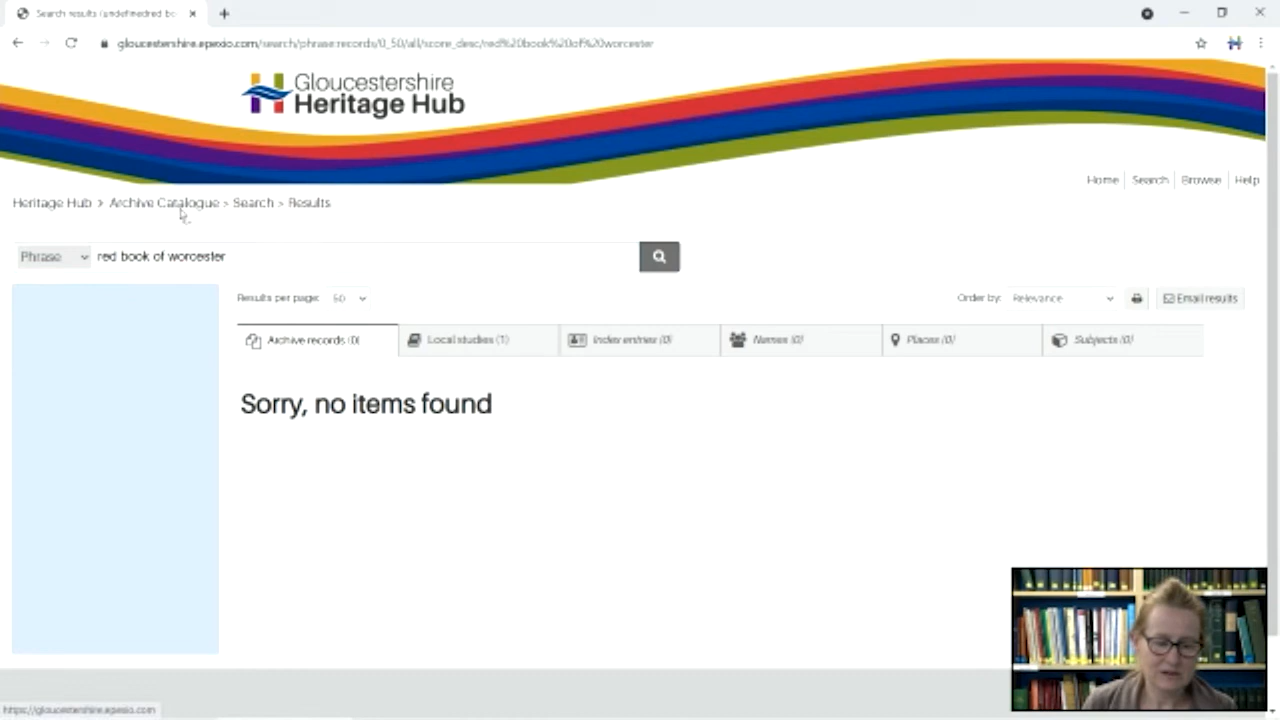 Search results (undefinedred bo
gloucestershire.epexio.com/search/phrase:records/0_50/all/score_desc/red%20book%20of%20worcester
Gloucestershire
Heritage Hub
Home Search Browse Help
Heritage Hub > Archive Catalogue > Search > Results
Phrase red book of worcester
Results per page: 50 Order by: Relevance Email results
Archive records (0) Local studies (1) Index entries (0) Names (0) Places (0) Subjects (0)
Sorry, no items found
https://gloucestershire.epexio.com